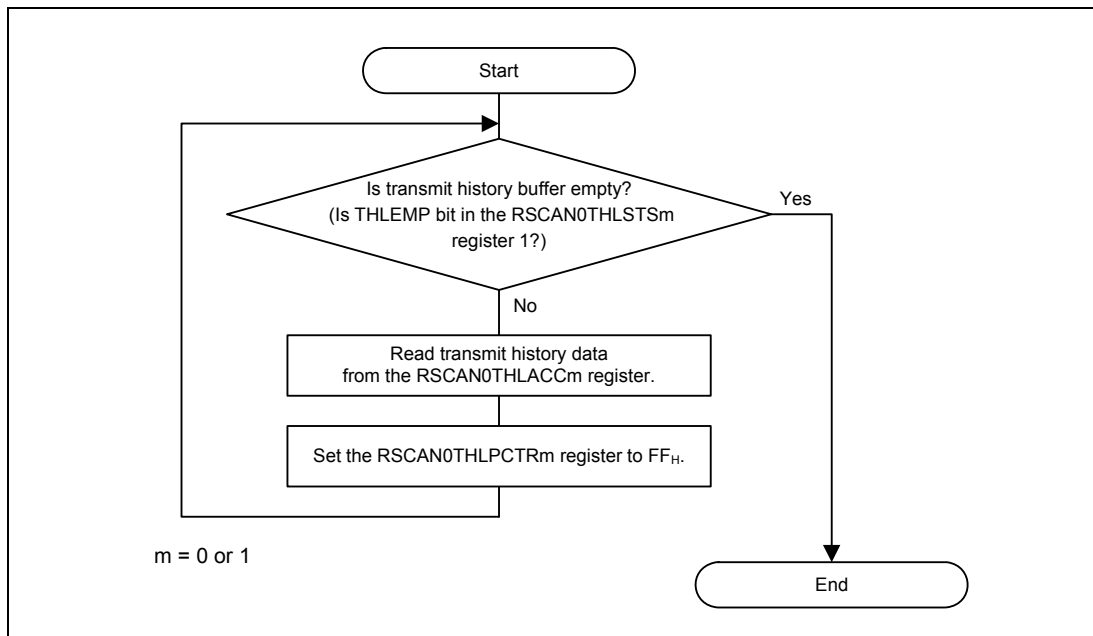 Start
Is transmit history buffer empty?
(Is THLEMP bit in the RSCAN0THLSTSm
register 1?)
Yes
No
Read transmit history data
from the RSCAN0THLACCm register.
Set the RSCAN0THLPCTRm register to FFH.
m = 0 or 1
End